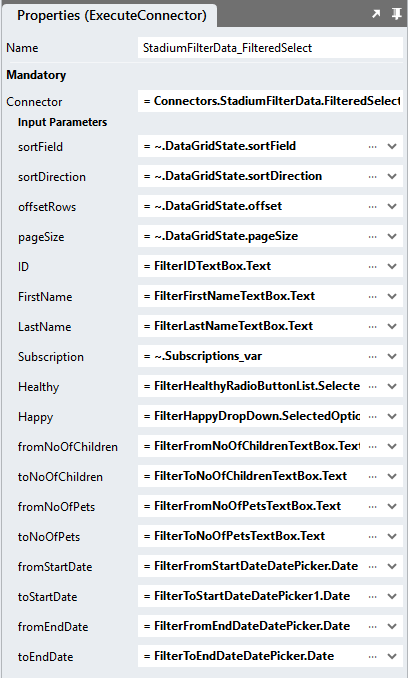 Properties (ExecuteConnector)
Name StadiumFilterData_FilteredSelect
Mandatory
Connector = Connectors.StadiumFilterData.FilteredSelect
Input Parameters
sortField = ~.DataGridState.sortField ...
sortDirection = ~.DataGridState.sortDirection ...
offsetRows = ~.DataGridState.offset ...
pageSize = ~.DataGridState.pageSize ...
ID = FilterIDTextBox.Text ...
FirstName = FilterFirstNameTextBox.Text ...
LastName = FilterLastNameTextBox.Text ...
Subscription = ~.Subscriptions_var ...
Healthy = FilterHealthyRadioButtonList.Selecte ...
Happy = FilterHappyDropDown.SelectedOptio ...
fromNoOfChildren = FilterFromNoOfChildrenTextBox.Text ...
toNoOfChildren = FilterToNoOfChildrenTextBox.Text ...
fromNoOfPets = FilterFromNoOfPetsTextBox.Text ...
toNoOfPets = FilterToNoOfPetsTextBox.Text ...
fromStartDate = FilterFromStartDateDatePicker.Date ...
toStartDate = FilterToStartDateDatePicker1.Date ...
fromEndDate = FilterFromEndDateDatePicker.Date ...
toEndDate = FilterToEndDateDatePicker.Date ...